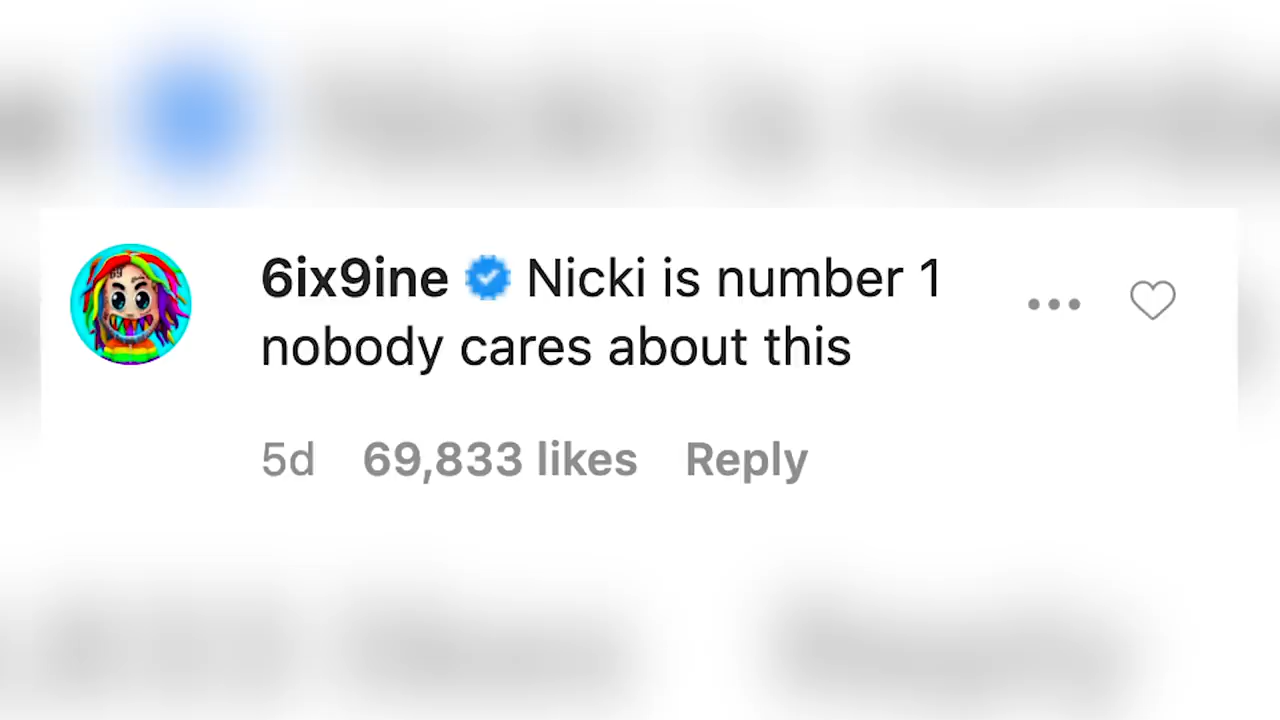 6ix9ine Nicki is number 1
nobody cares about this
5d 69,833 likes Reply